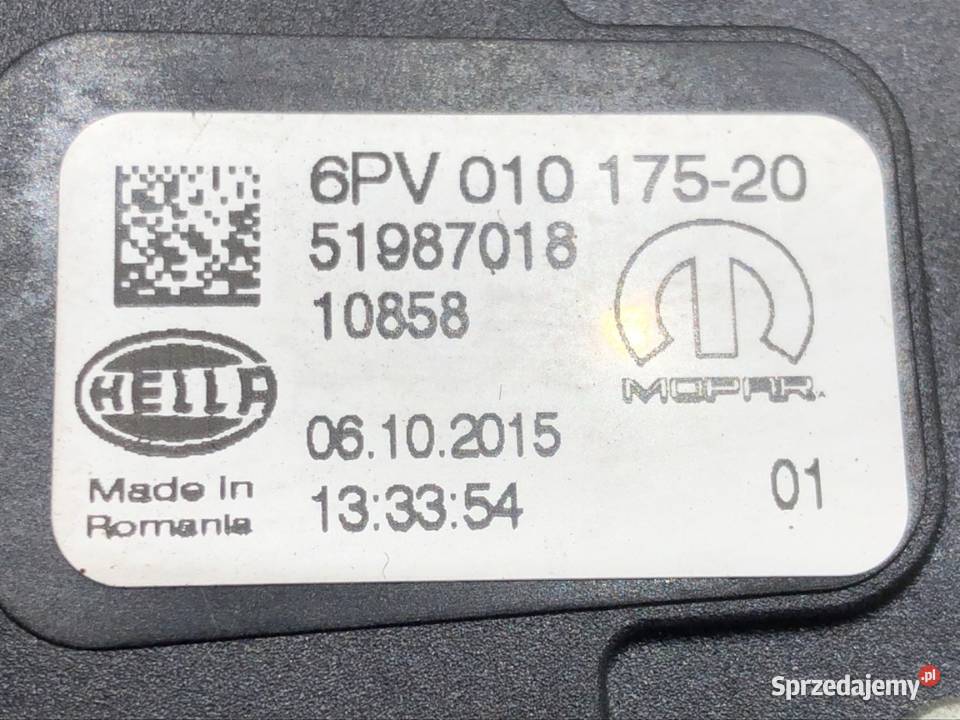 6PV 010 175-20
51987018
10858
HELLA
MOPAR
06.10.2015
Made in
Romania
13:33:54
01
Sprzedajemy.pl